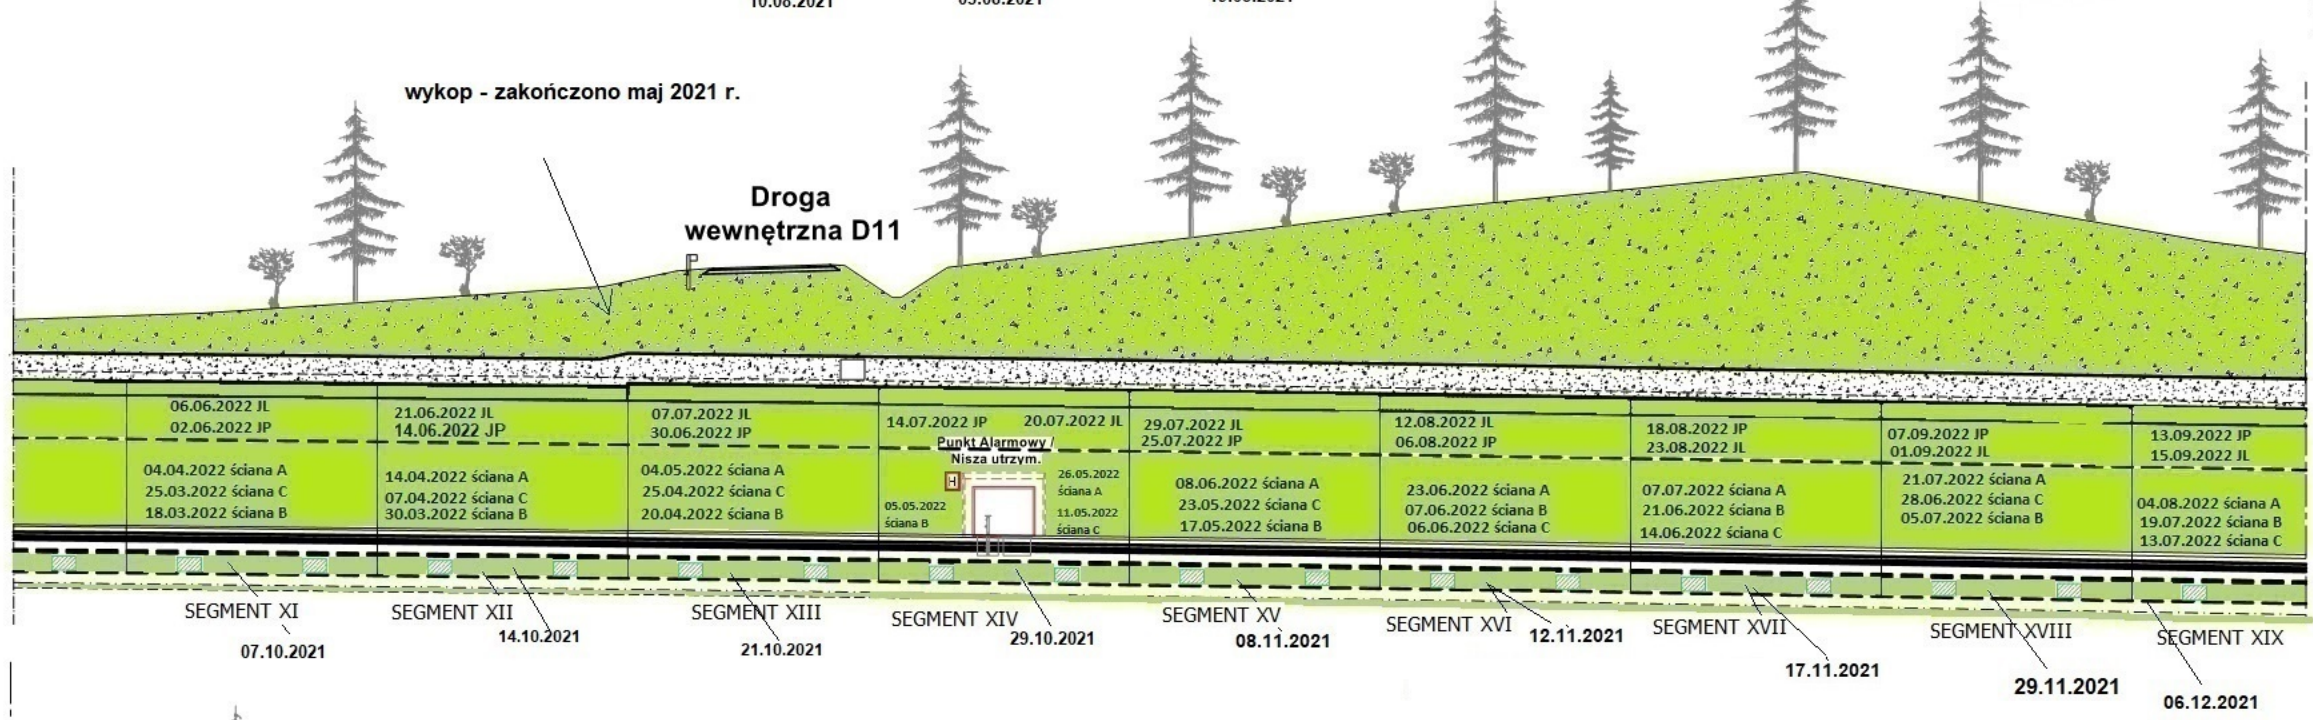 10.08.2021
wykop - zakończono maj 2021 r.
Droga
wewnętrzna D11
06.06.2022 JL
02.06.2022 JP
04.04.2022 ściana A
25.03.2022 ściana C
18.03.2022 ściana B
21.06.2022 JL
14.06.2022 JP
14.04.2022 ściana A
07.04.2022 ściana C
30.03.2022 ściana B
07.07.2022 JL
30.06.2022 JP
04.05.2022 ściana A
25.04.2022 ściana C
20.04.2022 ściana B
14.07.2022 JP
20.07.2022 JL
Punkt Alarmowy /
Nisza utrzym.
H
05.05.2022
ściana B
26.05.2022
ściana A
11.05.2022
ściana C
29.07.2022 JL
25.07.2022 JP
08.06.2022 ściana A
23.05.2022 ściana C
17.05.2022 ściana B
12.08.2022 JL
06.08.2022 JP
23.06.2022 ściana A
07.06.2022 ściana B
06.06.2022 ściana C
18.08.2022 JP
23.08.2022 JL
07.07.2022 ściana A
21.06.2022 ściana B
14.06.2022 ściana C
07.09.2022 JP
01.09.2022 JL
21.07.2022 ściana A
28.06.2022 ściana C
05.07.2022 ściana B
13.09.2022 JP
15.09.2022 JL
04.08.2022 ściana A
19.07.2022 ściana B
13.07.2022 ściana C
SEGMENT XI
07.10.2021
SEGMENT XII
14.10.2021
SEGMENT XIII
21.10.2021
SEGMENT XIV
29.10.2021
SEGMENT XV
08.11.2021
SEGMENT XVI
12.11.2021
SEGMENT XVII
17.11.2021
SEGMENT XVIII
29.11.2021
SEGMENT XIX
06.12.2021